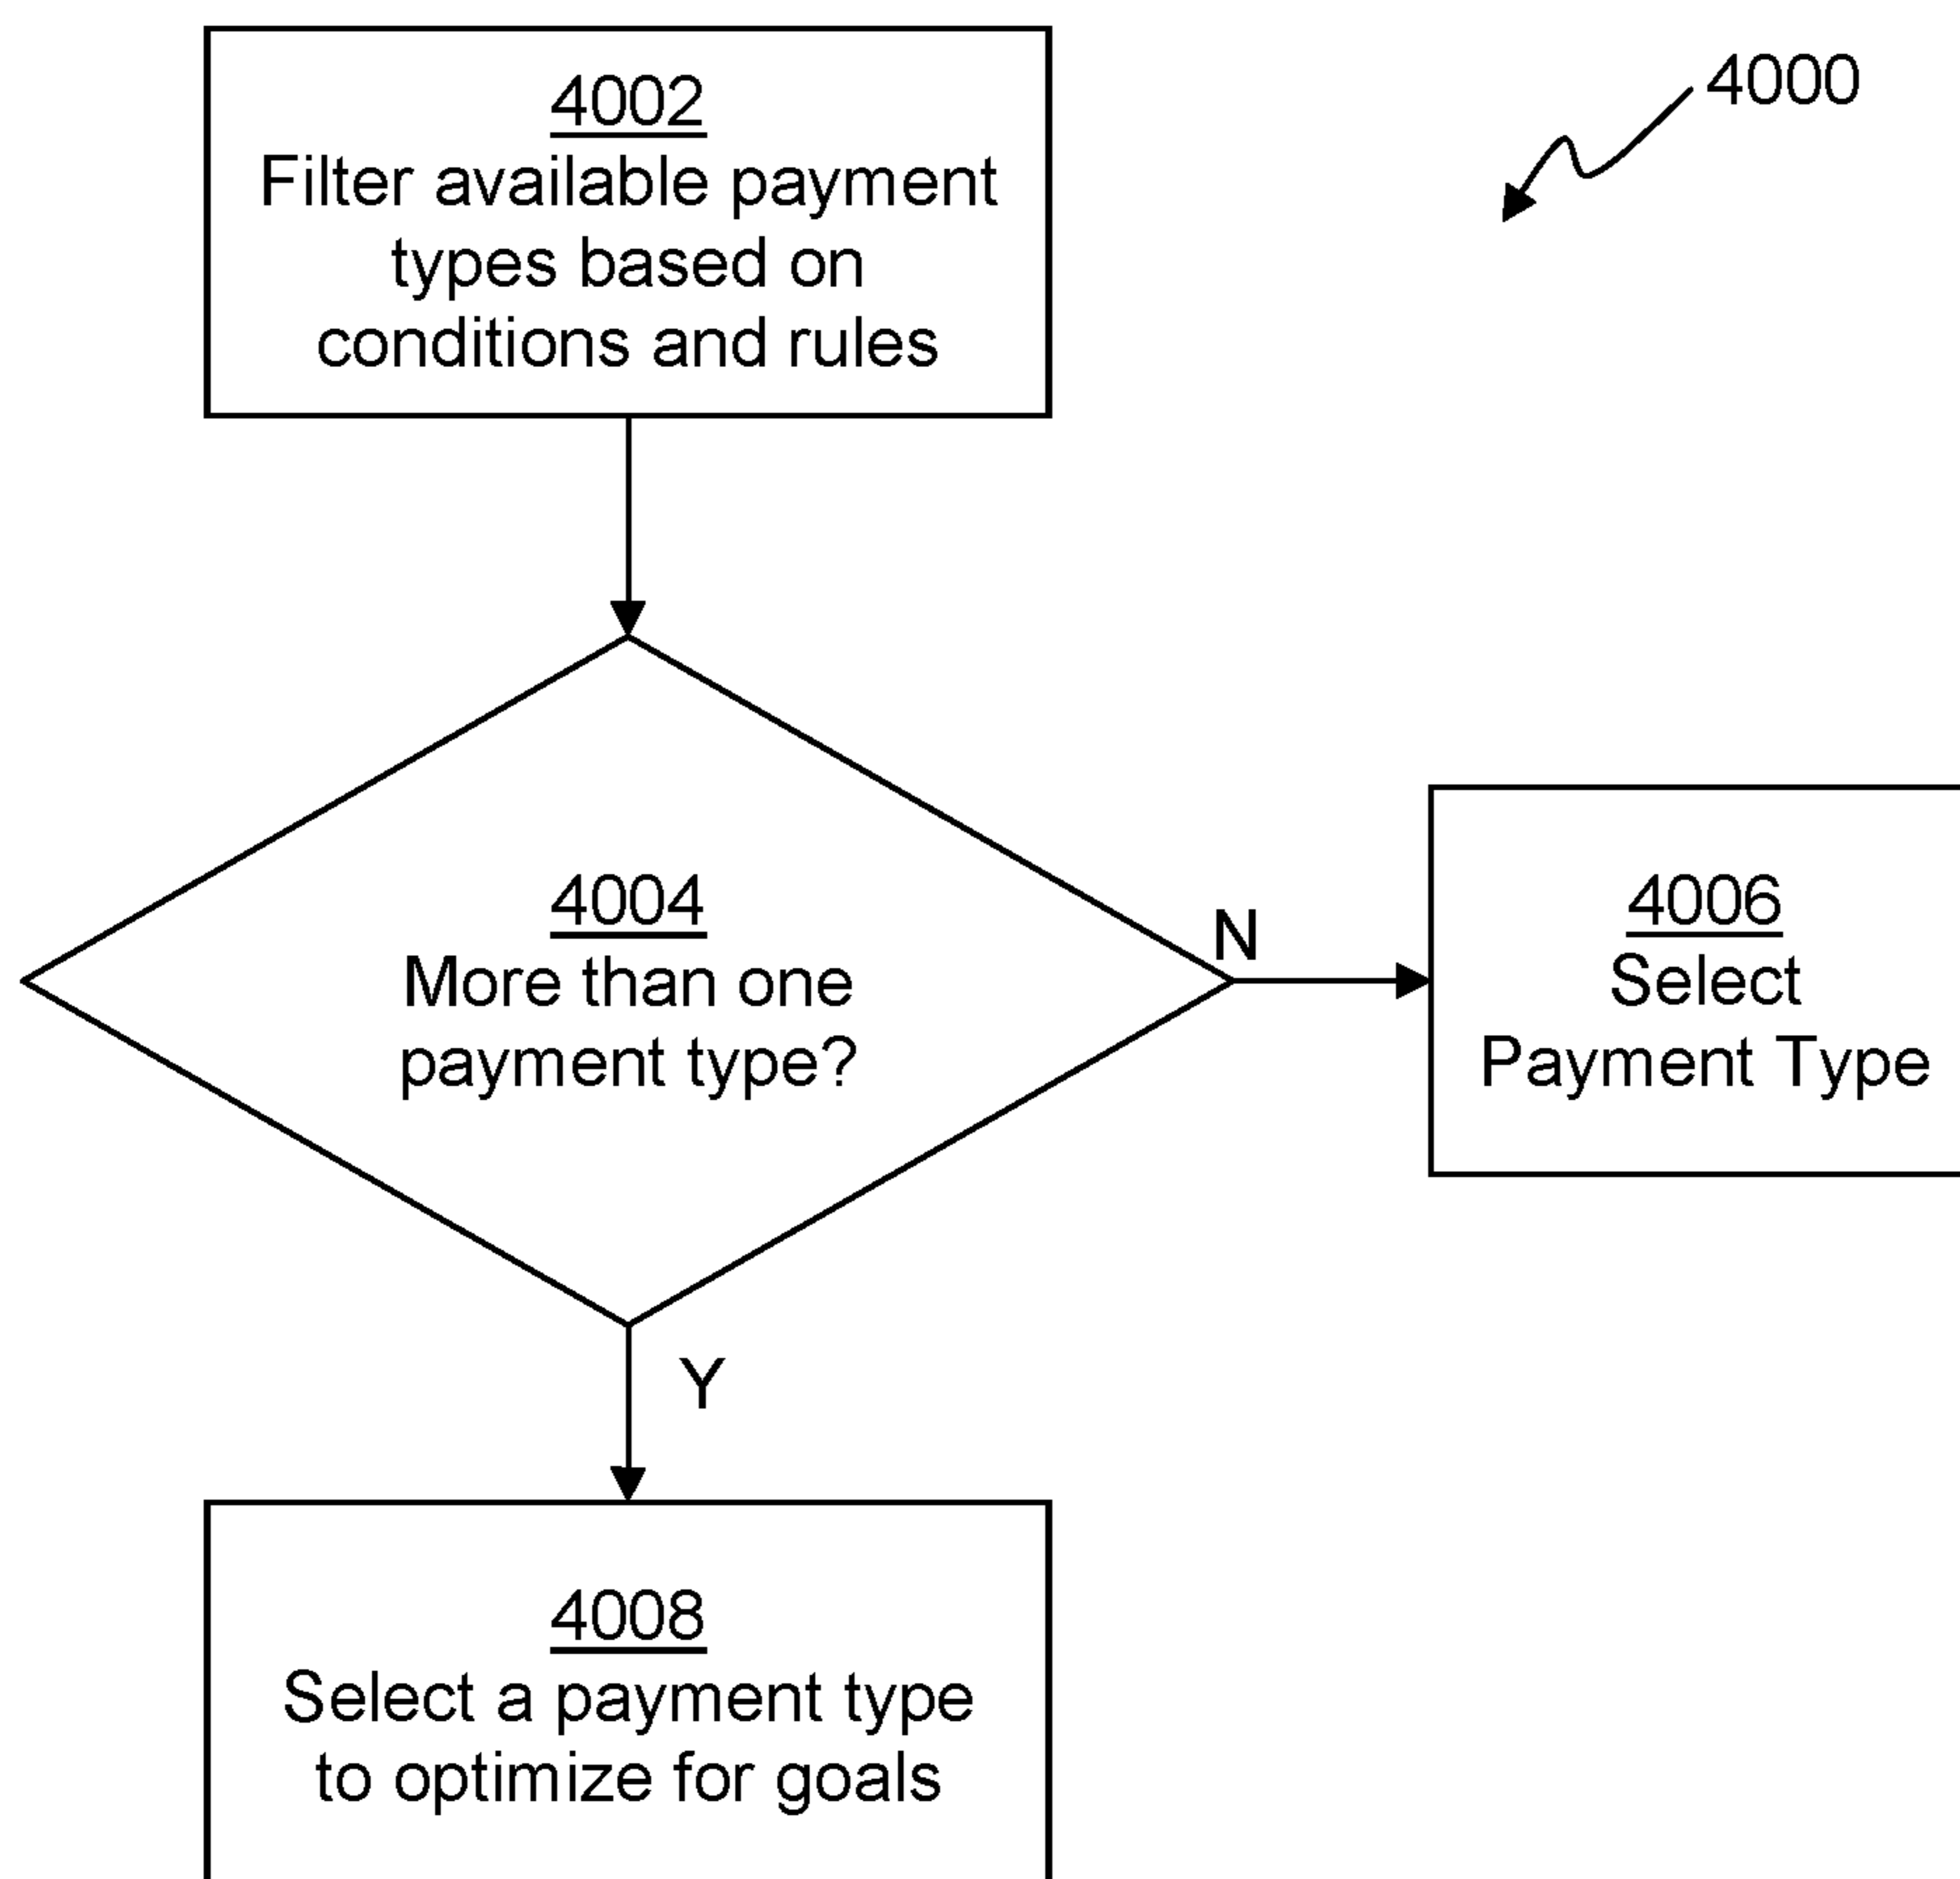 4000
4002
Filter available payment
types based on
conditions and rules
4004
More than one
payment type?
N
4006
Select
Payment Type
Y
4008
Select a payment type
to optimize for goals